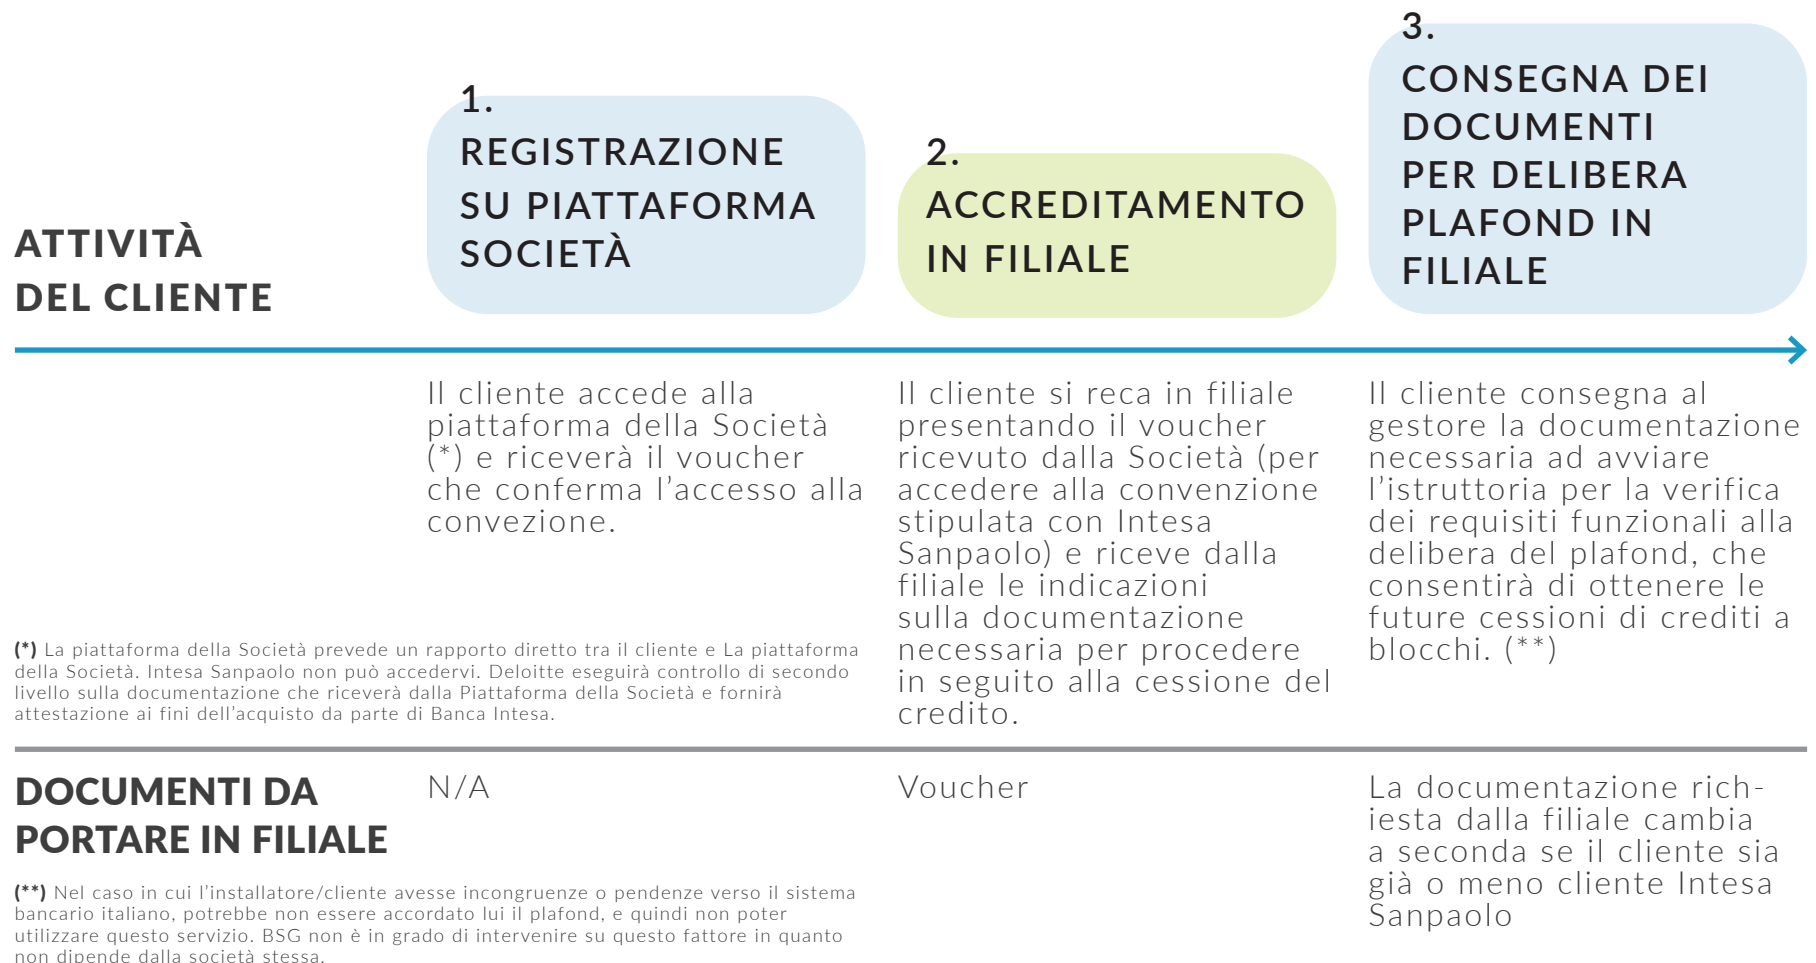 ATTIVITÀ
DEL CLIENTE
1.
REGISTRAZIONE
SU PIATTAFORMA
SOCIETÀ
2.
ACCREDITAMENTO
IN FILIALE
3.
CONSEGNA DEI
DOCUMENTI
PER DELIBERA
PLAFOND IN
FILIALE
Il cliente accede alla
piattaforma della Società
(*) e riceverà il voucher
che conferma l'accesso alla
convezione.
Il cliente si reca in filiale
presentando il voucher
ricevuto dalla Società (per
accedere alla convenzione
stipulata con Intesa
Sanpaolo) e riceve dalla
filiale le indicazioni
sulla documentazione
necessaria per procedere
in seguito alla cessione del
credito.
Il cliente consegna al
gestore la documentazione
necessaria ad avviare
l'istruttoria per la verifica
dei requisiti funzionali alla
delibera del plafond, che
consentirà di ottenere le
future cessioni di crediti a
blocchi. (**)
(*) La piattaforma della Società prevede un rapporto diretto tra il cliente e La piattaforma
della Società. Intesa Sanpaolo non può accedervi. Deloitte eseguirà controllo di secondo
livello sulla documentazione che riceverà dalla Piattaforma della Società e fornirà
attestazione ai fini dell'acquisto da parte di Banca Intesa.
DOCUMENTI DA
PORTARE IN FILIALE
N/A
Voucher
La documentazione rich-
iesta dalla filiale cambia
a seconda se il cliente sia
già o meno cliente Intesa
Sanpaolo
(**) Nel caso in cui l'installatore/cliente avesse incongruenze o pendenze verso il sistema
bancario italiano, potrebbe non essere accordato lui il plafond, e quindi non poter
utilizzare questo servizio. BSG non è in grado di intervenire su questo fattore in quanto
non dipende dalla società stessa.